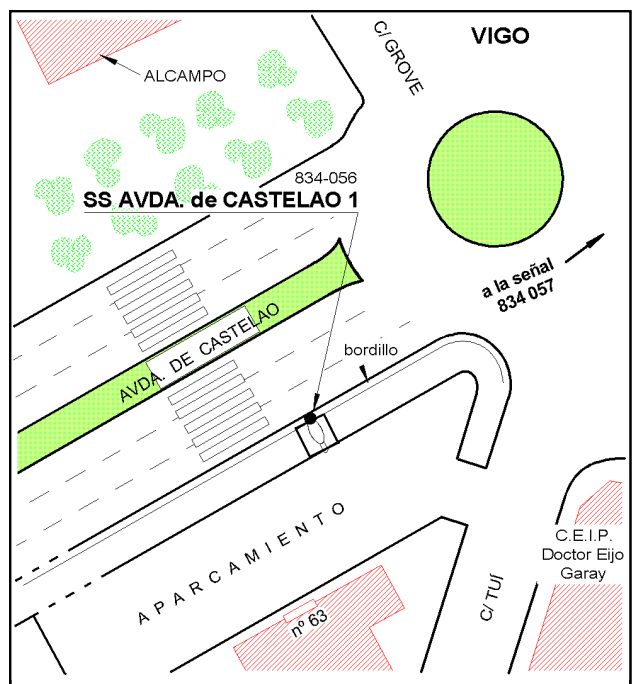 VIGO
C/ GROVE
ALCAMPO
834-056
SS AVDA. de CASTELAO 1
a la señal
834 057
AVDA. DE CASTELAO
bordillo
APARCAMIENTO
C.E.I.P.
Doctor Eijo
Garay
C/ TUÍ
nº 63